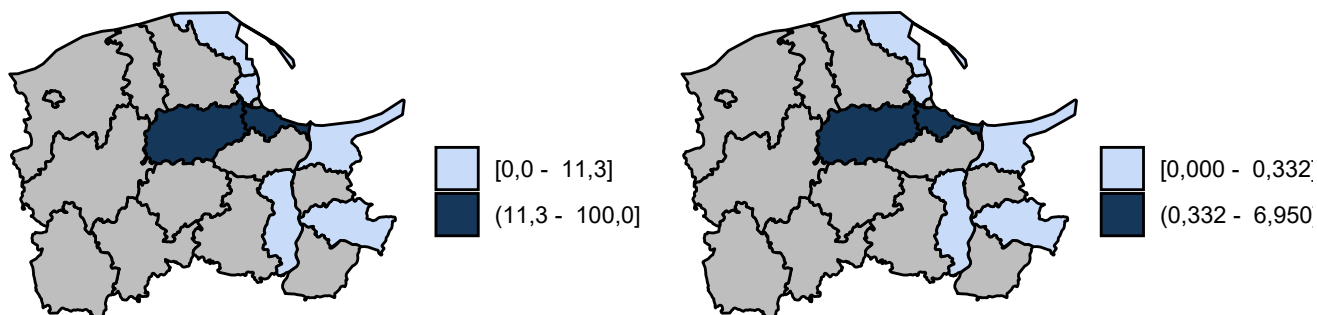 [0,0 -  11,3]
(11,3 -  100,0]
[0,000 -  0,332]
(0,332 -  6,950]